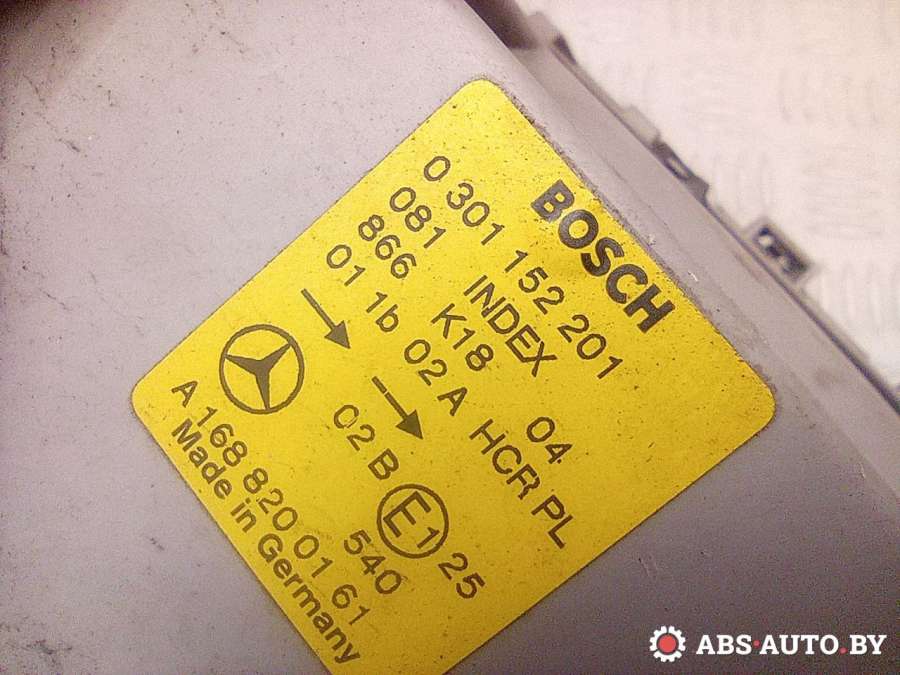 BOSCH
0 301 152 201
081 INDEX 04
866 K18 HCR PL
01 1b 02 A
02 B E1 25
540
A 168 820 01 61
Made in Germany
ABS-AUTO.BY